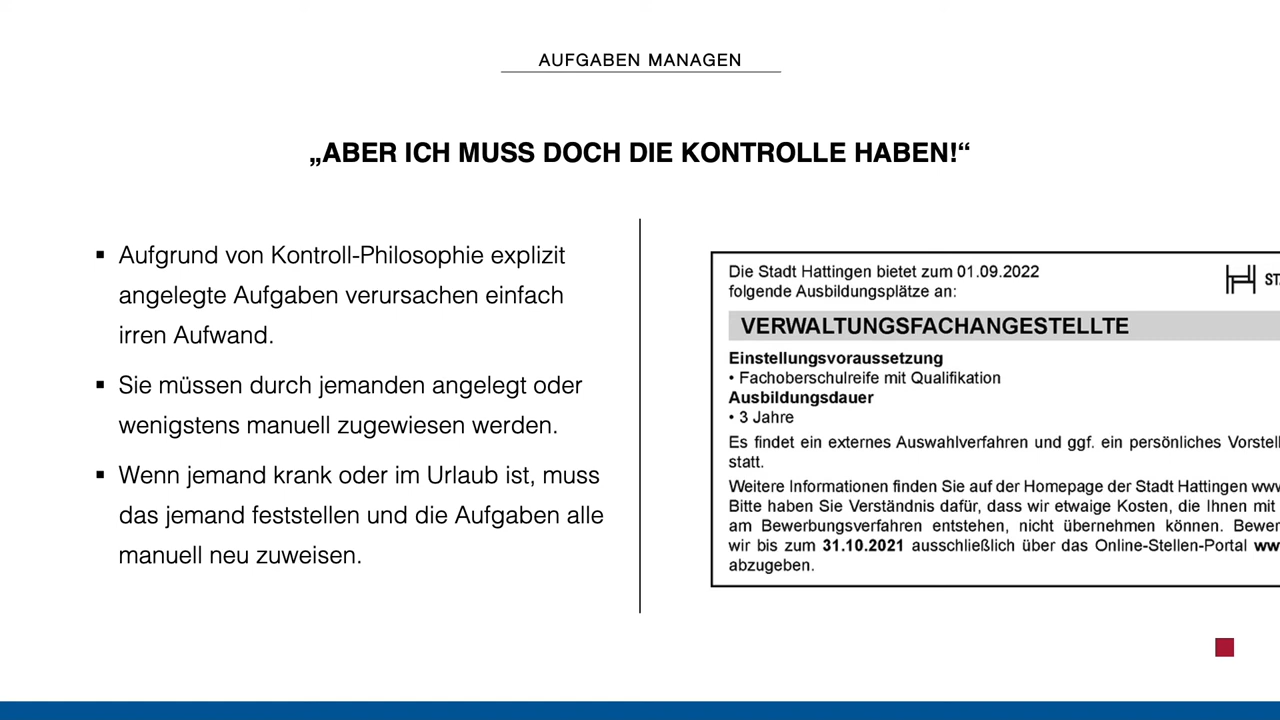 AUFGABEN MANAGEN
„ABER ICH MUSS DOCH DIE KONTROLLE HABEN!“
▪ Aufgrund von Kontroll-Philosophie explizit
angelegte Aufgaben verursachen einfach
irren Aufwand.
▪ Sie müssen durch jemanden angelegt oder
wenigstens manuell zugewiesen werden.
▪ Wenn jemand krank oder im Urlaub ist, muss
das jemand feststellen und die Aufgaben alle
manuell neu zuweisen.
Die Stadt Hattingen bietet zum 01.09.2022
folgende Ausbildungsplätze an:
VERWALTUNGSFACHANGESTELLTE
Einstellungsvoraussetzung
• Fachoberschulreife mit Qualifikation
Ausbildungsdauer
• 3 Jahre
Es findet ein externes Auswahlverfahren und ggf. ein persönliches Vorstell
statt.
Weitere Informationen finden Sie auf der Homepage der Stadt Hattingen www
Bitte haben Sie Verständnis dafür, dass wir etwaige Kosten, die Ihnen mit
am Bewerbungsverfahren entstehen, nicht übernehmen können. Bewer
wir bis zum 31.10.2021 ausschließlich über das Online-Stellen-Portal ww
abzugeben.